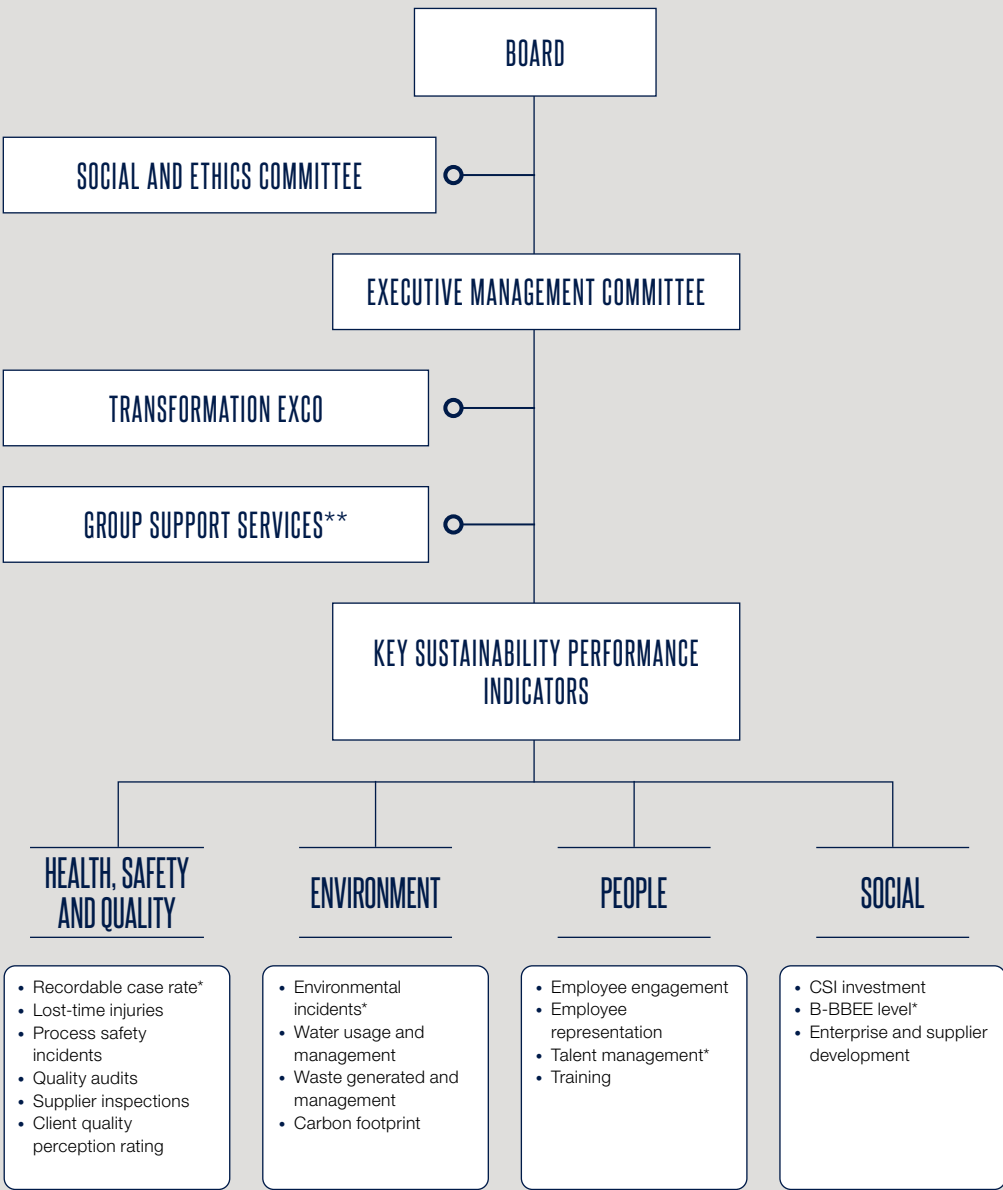 BOARD
SOCIAL AND ETHICS COMMITTEE
EXECUTIVE MANAGEMENT COMMITTEE
TRANSFORMATION EXCO
GROUP SUPPORT SERVICES**
KEY SUSTAINABILITY PERFORMANCE
INDICATORS
HEALTH, SAFETY
AND QUALITY
• Recordable case rate*
• Lost-time injuries
• Process safety
incidents
• Quality audits
• Supplier inspections
• Client quality
perception rating
ENVIRONMENT
• Environmental
incidents*
• Water usage and
management
• Waste generated and
management
• Carbon footprint
PEOPLE
• Employee engagement
• Employee
representation
• Talent management*
• Training
SOCIAL
• CSI investment
• B-BBEE level*
• Enterprise and supplier
development